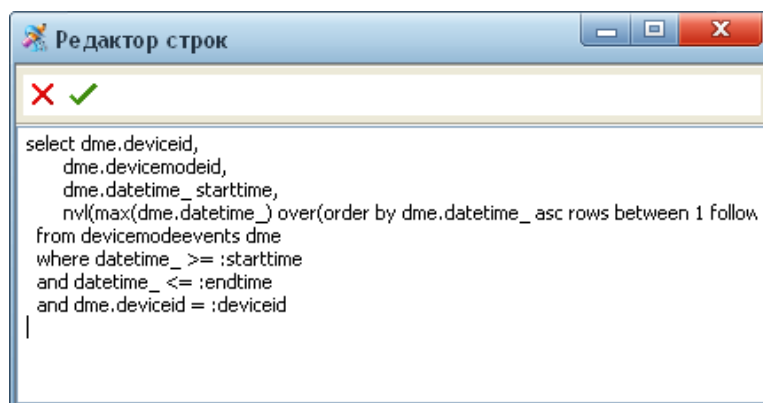 Редактор строк
select dme.deviceid,
dme.devicemodeid,
dme.datetime_ starttime,
nvl(max(dme.datetime_) over(order by dme.datetime_ asc rows between 1 follow
from devicemodeevents dme
where datetime_ >= :starttime
and datetime_ <= :endtime
and dme.deviceid = :deviceid